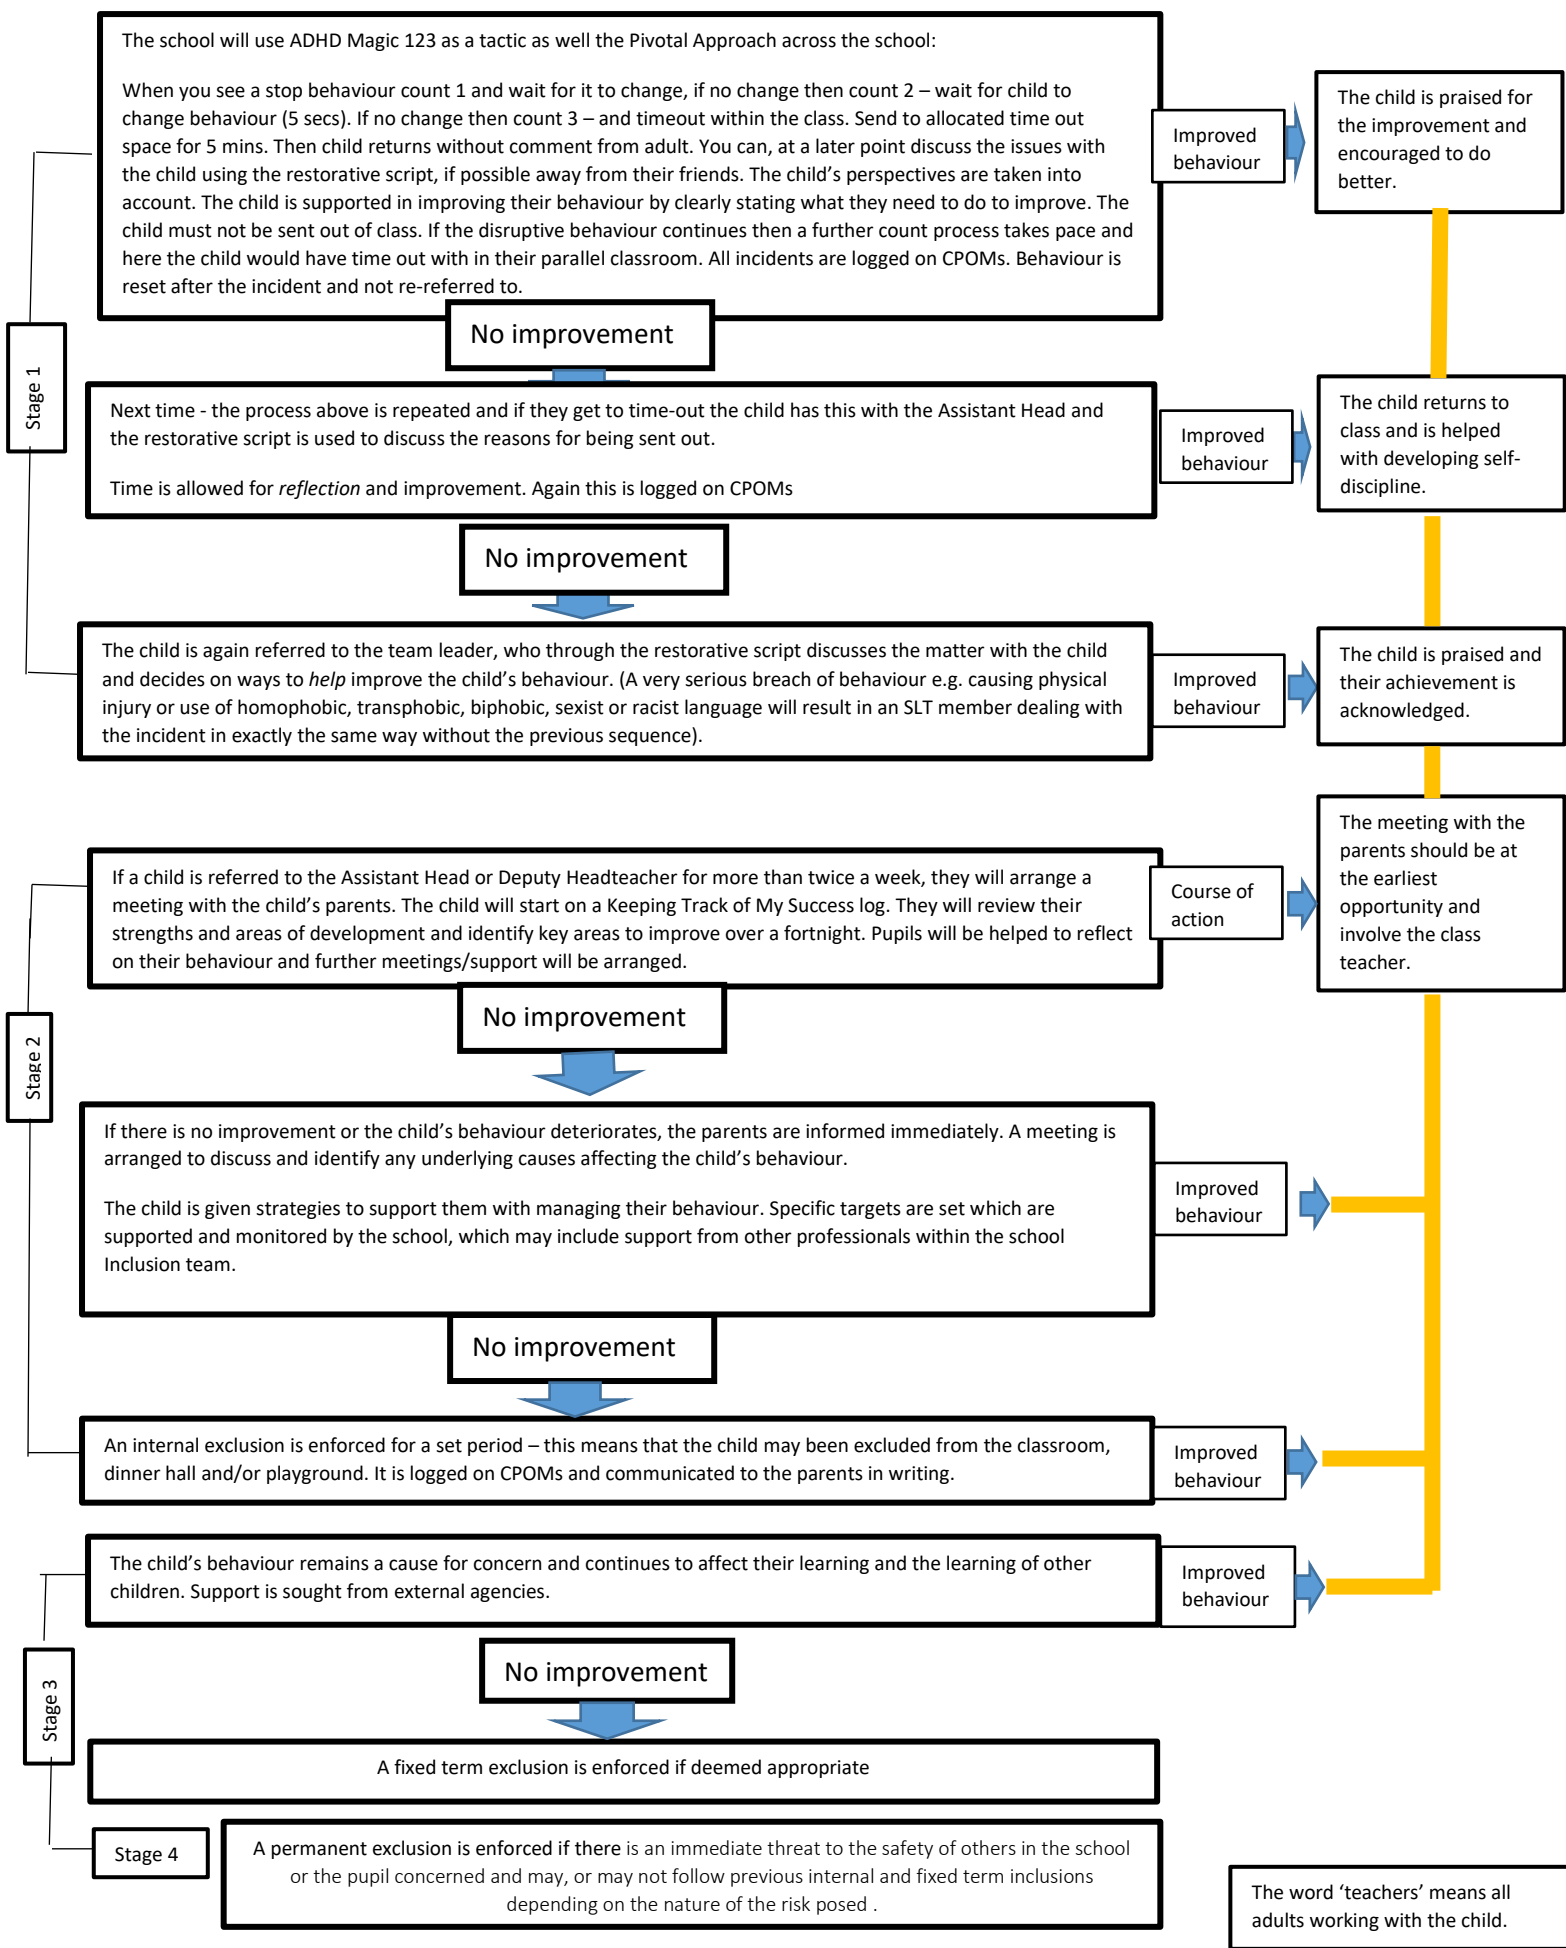 The school will use ADHD Magic 123 as a tactic as well the Pivotal Approach across the school:
When you see a stop behaviour count 1 and wait for it to change, if no change then count 2 – wait for child to
change behaviour (5 secs). If no change then count 3 – and timeout within the class. Send to allocated time out
space for 5 mins. Then child returns without comment from adult. You can, at a later point discuss the issues with
the child using the restorative script, if possible away from their friends. The child's perspectives are taken into
account. The child is supported in improving their behaviour by clearly stating what they need to do to improve. The
child must not be sent out of class. If the disruptive behaviour continues then a further count process takes pace and
here the child would have time out with in their parallel classroom. All incidents are logged on CPOMs. Behaviour is
reset after the incident and not re-referred to.
Improved
behaviour
The child is praised for
the improvement and
encouraged to do
better.
No improvement
Stage 1
Next time - the process above is repeated and if they get to time-out the child has this with the Assistant Head and
the restorative script is used to discuss the reasons for being sent out.
Time is allowed for reflection and improvement. Again this is logged on CPOMs
Improved
behaviour
The child returns to
class and is helped
with developing self-
discipline.
No improvement
The child is again referred to the team leader, who through the restorative script discusses the matter with the child
and decides on ways to help improve the child's behaviour. (A very serious breach of behaviour e.g. causing physical
injury or use of homophobic, transphobic, biphobic, sexist or racist language will result in an SLT member dealing with
the incident in exactly the same way without the previous sequence).
Improved
behaviour
The child is praised and
their achievement is
acknowledged.
If a child is referred to the Assistant Head or Deputy Headteacher for more than twice a week, they will arrange a
meeting with the child's parents. The child will start on a Keeping Track of My Success log. They will review their
strengths and areas of development and identify key areas to improve over a fortnight. Pupils will be helped to reflect
on their behaviour and further meetings/support will be arranged.
Course of
action
The meeting with the
parents should be at
the earliest
opportunity and
involve the class
teacher.
No improvement
Stage 2
If there is no improvement or the child's behaviour deteriorates, the parents are informed immediately. A meeting is
arranged to discuss and identify any underlying causes affecting the child's behaviour.
The child is given strategies to support them with managing their behaviour. Specific targets are set which are
supported and monitored by the school, which may include support from other professionals within the school
Inclusion team.
Improved
behaviour
No improvement
An internal exclusion is enforced for a set period – this means that the child may been excluded from the classroom,
dinner hall and/or playground. It is logged on CPOMs and communicated to the parents in writing.
Improved
behaviour
The child's behaviour remains a cause for concern and continues to affect their learning and the learning of other
children. Support is sought from external agencies.
Improved
behaviour
No improvement
Stage 3
A fixed term exclusion is enforced if deemed appropriate
Stage 4
A permanent exclusion is enforced if there is an immediate threat to the safety of others in the school
or the pupil concerned and may, or may not follow previous internal and fixed term inclusions
depending on the nature of the risk posed .
The word 'teachers' means all
adults working with the child.